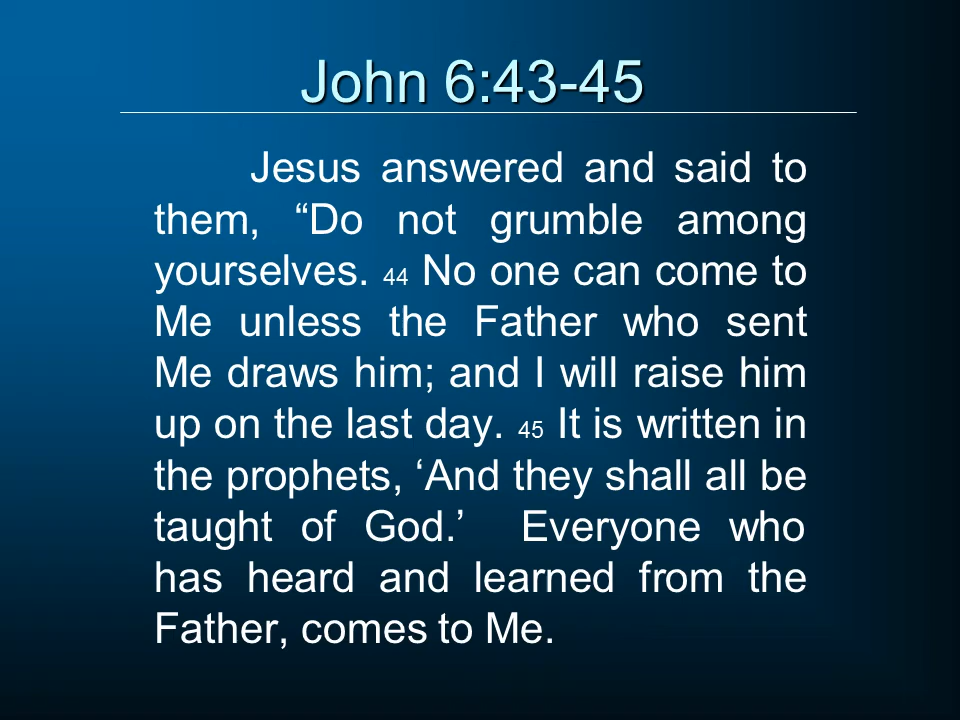 John 6:43-45
Jesus answered and said to
them, “Do not grumble among
yourselves. 44 No one can come to
Me unless the Father who sent
Me draws him; and I will raise him
up on the last day. 45 It is written in
the prophets, ‘And they shall all be
taught of God.’ Everyone who
has heard and learned from the
Father, comes to Me.